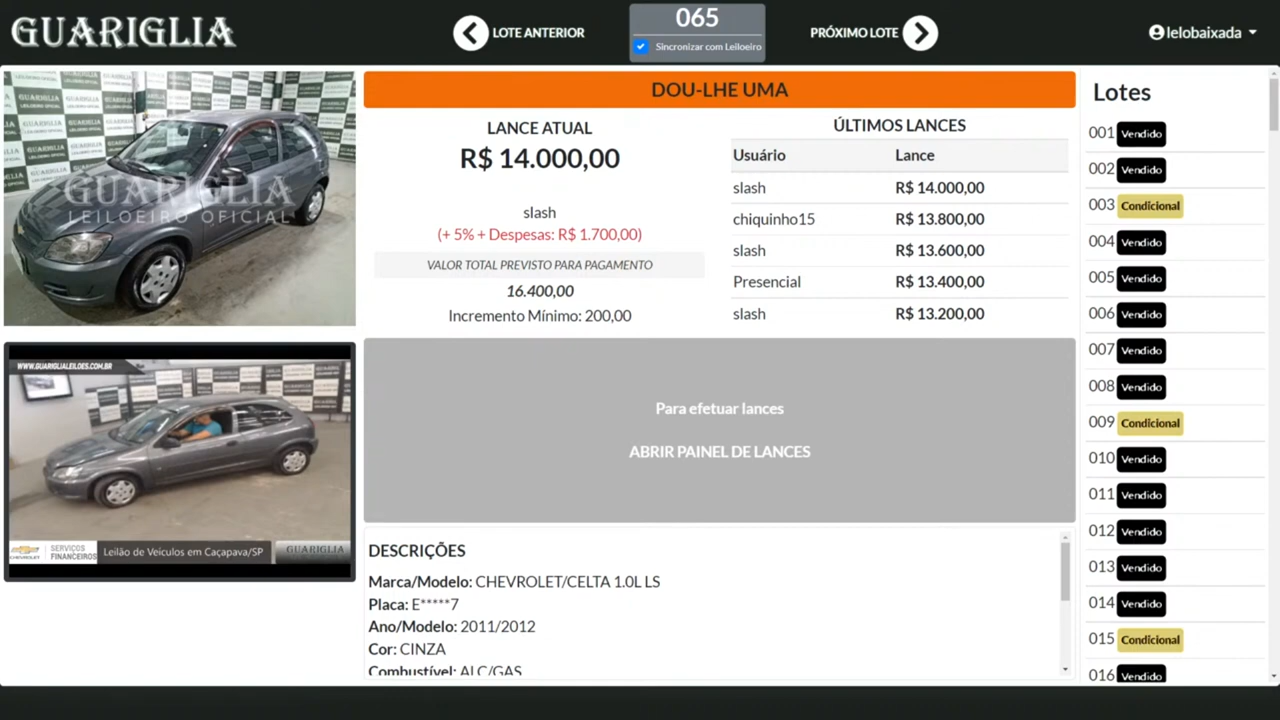 GUARIGLIA
LOTE ANTERIOR
065
Sincronizar com Leiloeiro
PRÓXIMO LOTE
lelobaixada
GUARIGLIA
LEILOEIRO OFICIAL
WWW.GUARIGLIALEILOES.COM.BR
CHEVROLET
SERVIÇOS
FINANCEIROS
Leilão de Veículos em Caçapava/SP
GUARIGLIA
DOU-LHE UMA
LANCE ATUAL
R$ 14.000,00
slash
(+ 5% + Despesas: R$ 1.700,00)
VALOR TOTAL PREVISTO PARA PAGAMENTO
16.400,00
Incremento Mínimo: 200,00
ÚLTIMOS LANCES
Usuário Lance
slash R$ 14.000,00
chiquinho15 R$ 13.800,00
slash R$ 13.600,00
Presencial R$ 13.400,00
slash R$ 13.200,00
Para efetuar lances
ABRIR PAINEL DE LANCES
DESCRIÇÕES
Marca/Modelo: CHEVROLET/CELTA 1.0L LS
Placa: E*****7
Ano/Modelo: 2011/2012
Cor: CINZA
Combustível: ALC/GAS
Lotes
001 Vendido
002 Vendido
003 Condicional
004 Vendido
005 Vendido
006 Vendido
007 Vendido
008 Vendido
009 Condicional
010 Vendido
011 Vendido
012 Vendido
013 Vendido
014 Vendido
015 Condicional
016 Vendido